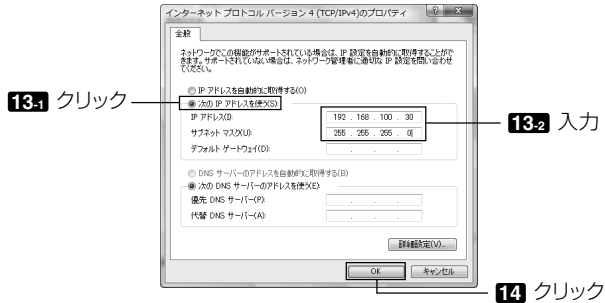 インターネット プロトコル バージョン 4 (TCP/IPv4)のプロパティ
全般
ネットワークでこの機能がサポートされている場合は、IP 設定を自動的に取得することがで
きます。サポートされていない場合は、ネットワーク管理者に適切な IP 設定を問い合わせ
てください。
IP アドレスを自動的に取得する(O)
13-1 クリック
次の IP アドレスを使う(S):
IP アドレス(I): 192 . 168 . 100 . 30
サブネット マスク(U): 255 . 255 . 255 . 0
13-2 入力
デフォルト ゲートウェイ(D): . . .
DNS サーバーのアドレスを自動的に取得する(B)
次の DNS サーバーのアドレスを使う(E):
優先 DNS サーバー(P): . . .
代替 DNS サーバー(A): . . .
詳細設定(V)...
OK キャンセル
14 クリック